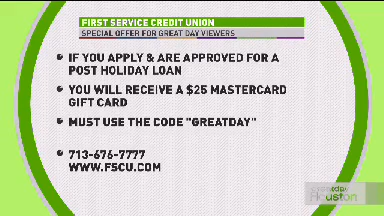 FIRST SERVICE CREDIT UNION
SPECIAL OFFER FOR GREAT DAY VIEWERS
IF YOU APPLY & ARE APPROVED FOR A
POST HOLIDAY LOAN
YOU WILL RECEIVE A $25 MASTERCARD
GIFT CARD
MUST USE THE CODE "GREATDAY"
713-676-7777
WWW.FSCU.COM
Houston